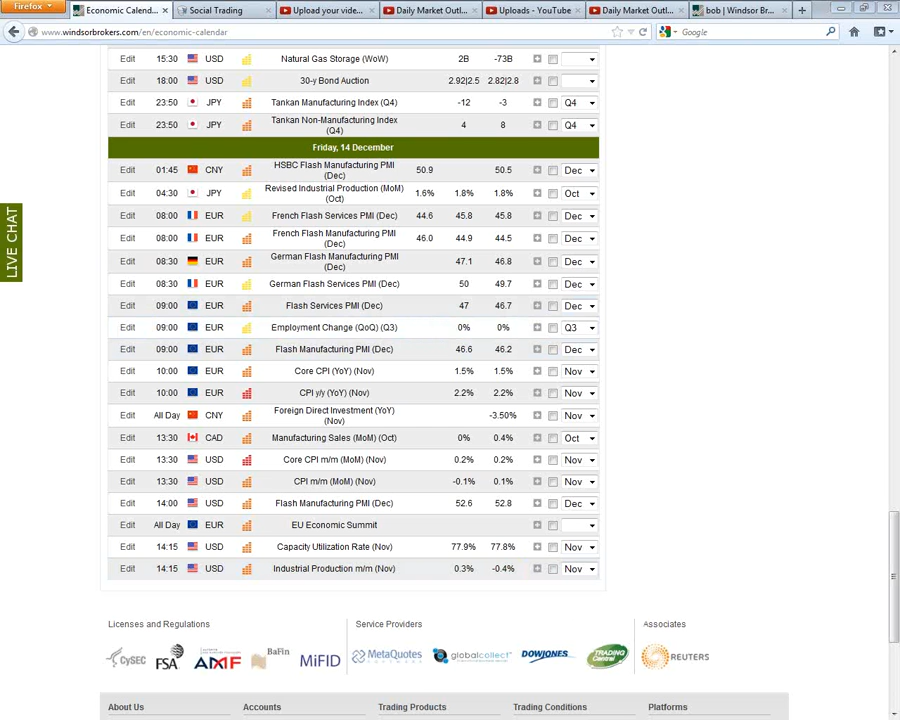 Firefox
Economic Calendar...
Social Trading
Upload your vide...
Daily Market Outl...
Uploads - YouTube
Daily Market Outl...
bob | Windsor Br...
www.windsorbrokers.com/en/economic-calendar
Google
LIVE CHAT
Edit 15:30 USD Natural Gas Storage (WoW) 2B -73B
Edit 18:00 USD 30-y Bond Auction 2.92|2.5 2.82|2.8
Edit 23:50 JPY Tankan Manufacturing Index (Q4) -12 -3 Q4
Edit 23:50 JPY Tankan Non-Manufacturing Index (Q4) 4 8 Q4
Friday, 14 December
Edit 01:45 CNY HSBC Flash Manufacturing PMI (Dec) 50.9 50.5 Dec
Edit 04:30 JPY Revised Industrial Production (MoM) (Oct) 1.6% 1.8% 1.8% Oct
Edit 08:00 EUR French Flash Services PMI (Dec) 44.6 45.8 45.8 Dec
Edit 08:00 EUR French Flash Manufacturing PMI (Dec) 46.0 44.9 44.5 Dec
Edit 08:30 EUR German Flash Manufacturing PMI (Dec) 47.1 46.8 Dec
Edit 08:30 EUR German Flash Services PMI (Dec) 50 49.7 Dec
Edit 09:00 EUR Flash Services PMI (Dec) 47 46.7 Dec
Edit 09:00 EUR Employment Change (QoQ) (Q3) 0% 0% Q3
Edit 09:00 EUR Flash Manufacturing PMI (Dec) 46.6 46.2 Dec
Edit 10:00 EUR Core CPI (YoY) (Nov) 1.5% 1.5% Nov
Edit 10:00 EUR CPI y/y (YoY) (Nov) 2.2% 2.2% Nov
Edit All Day CNY Foreign Direct Investment (YoY) (Nov) -3.50% Nov
Edit 13:30 CAD Manufacturing Sales (MoM) (Oct) 0% 0.4% Oct
Edit 13:30 USD Core CPI m/m (MoM) (Nov) 0.2% 0.2% Nov
Edit 13:30 USD CPI m/m (MoM) (Nov) -0.1% 0.1% Nov
Edit 14:00 USD Flash Manufacturing PMI (Dec) 52.6 52.8 Dec
Edit All Day EUR EU Economic Summit
Edit 14:15 USD Capacity Utilization Rate (Nov) 77.9% 77.8% Nov
Edit 14:15 USD Industrial Production m/m (Nov) 0.3% -0.4% Nov
Licenses and Regulations
Service Providers
Associates
CySEC
FSA
AMF
BaFin
MiFID
MetaQuotes
globalcollect
DOWJONES
TRADING Central
REUTERS
About Us
Accounts
Trading Products
Trading Conditions
Platforms